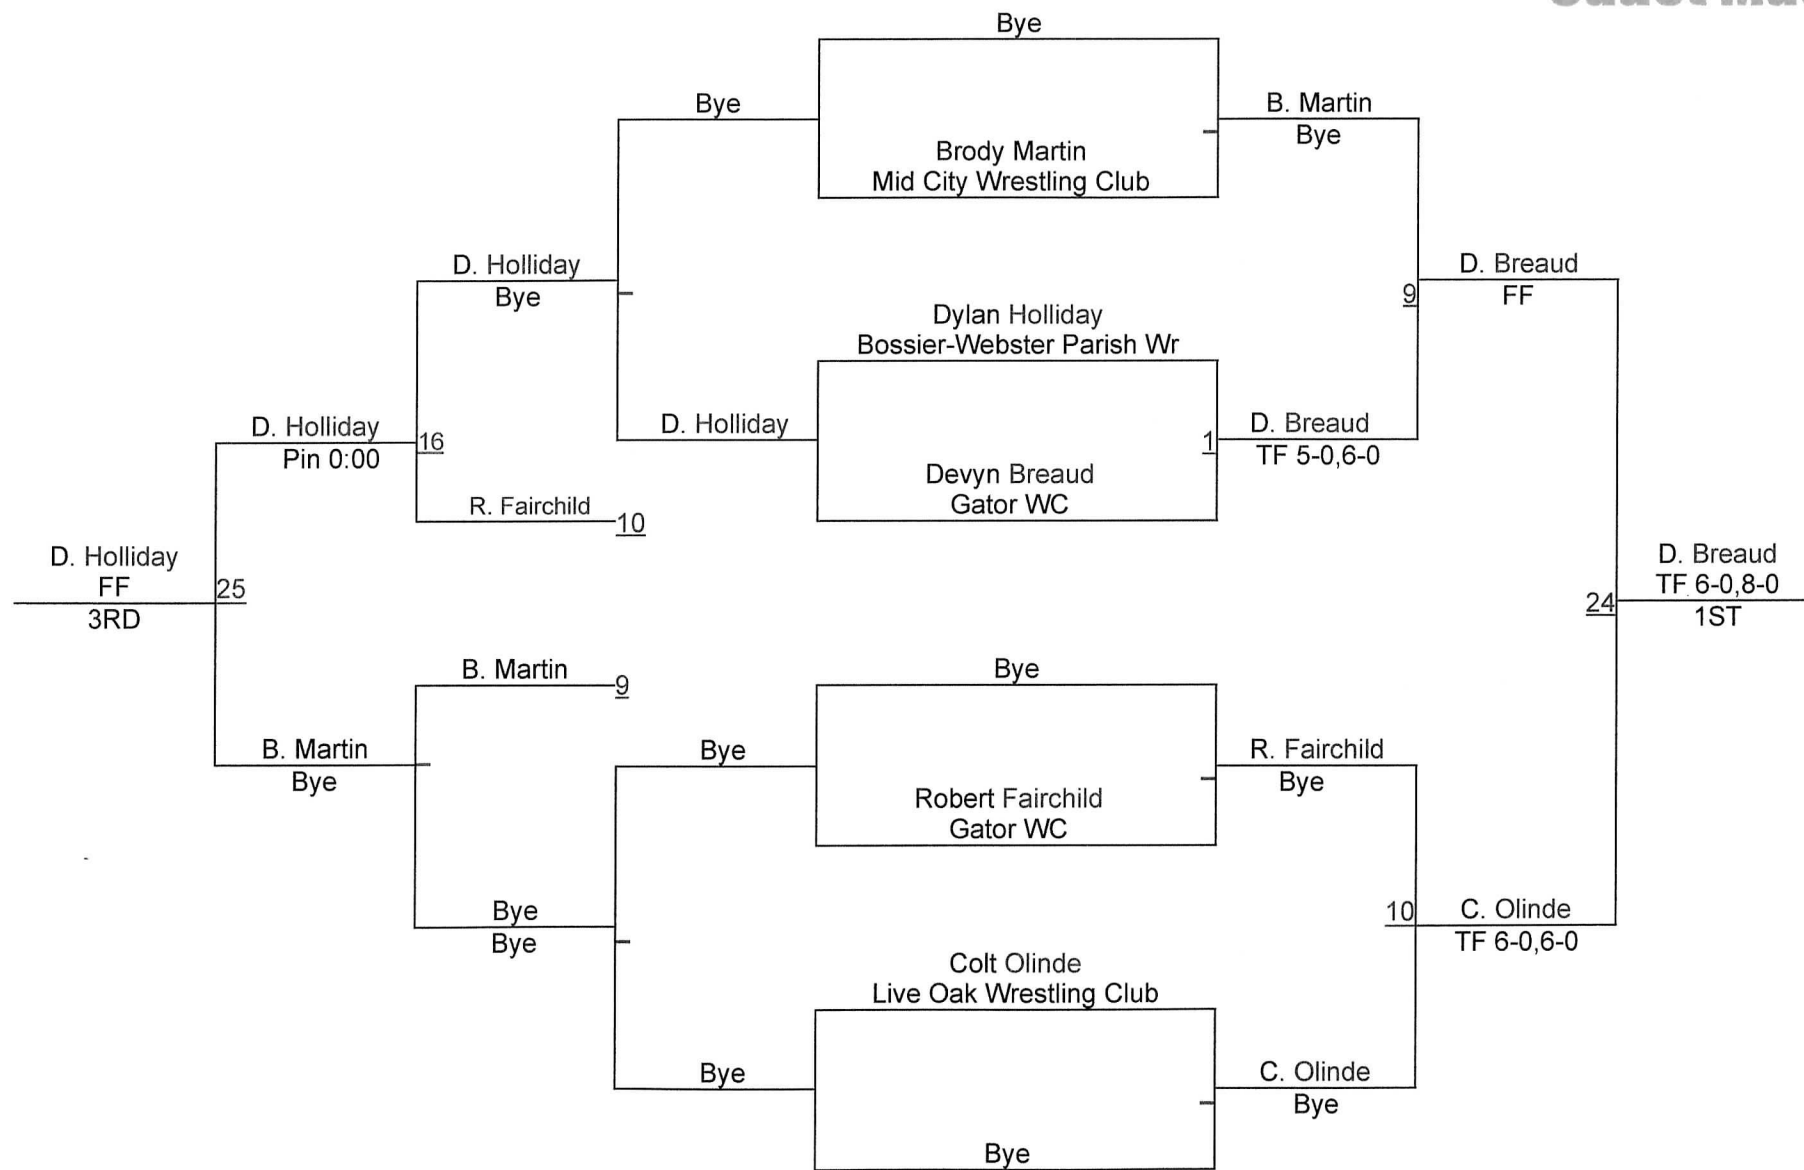 Bye
Bye
B. Martin
Bye
Brody Martin
Mid City Wrestling Club
D. Holliday
Bye
D. Breaud
FF
9
Dylan Holliday
Bossier-Webster Parish Wr
D. Holliday
Pin 0:00
16
D. Holliday
1
D. Breaud
TF 5-0,6-0
Devyn Breaud
Gator WC
R. Fairchild
10
D. Holliday
FF
25
3RD
D. Breaud
TF 6-0,8-0
24
1ST
B. Martin
9
Bye
B. Martin
Bye
Bye
R. Fairchild
Bye
Robert Fairchild
Gator WC
Bye
Bye
10
C. Olinde
TF 6-0,6-0
Colt Olinde
Live Oak Wrestling Club
Bye
C. Olinde
Bye
Bye